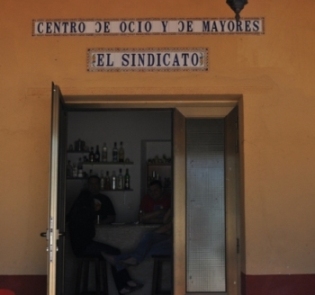 CENTRO DE OCIO Y DE MAYORES
EL SINDICATO